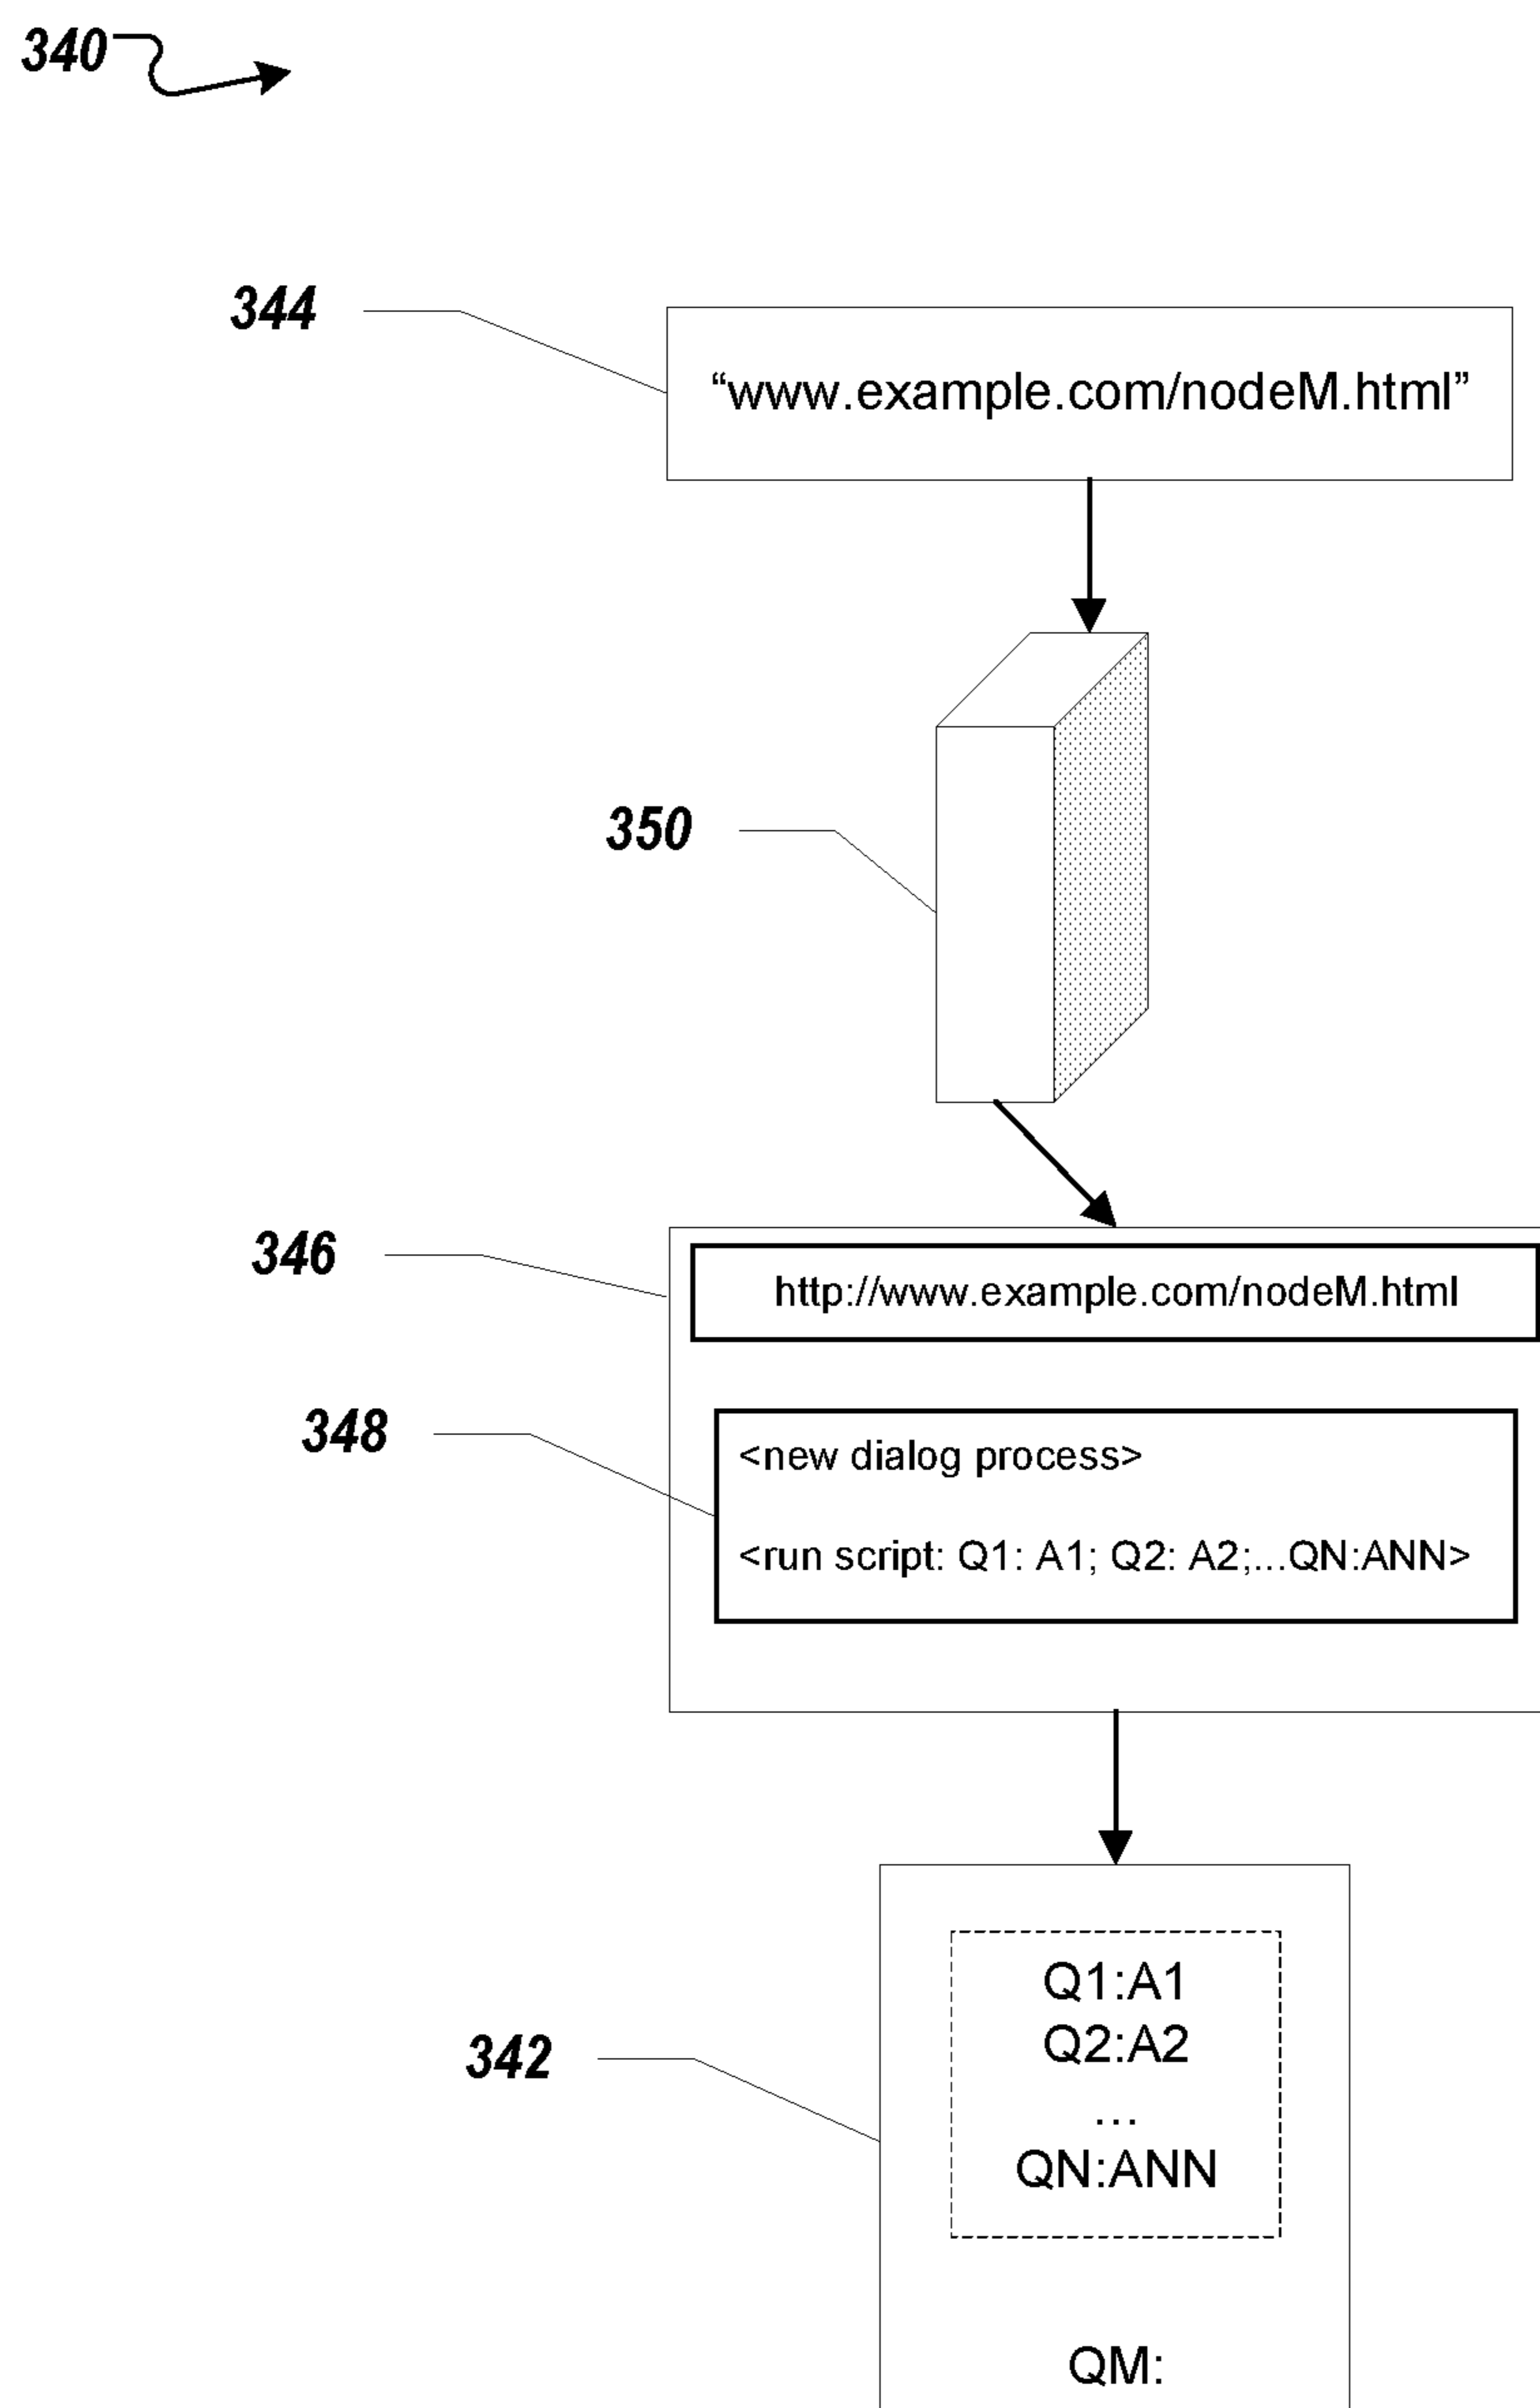 340
344
“www.example.com/nodeM.html”
350
346
http://www.example.com/nodeM.html
348
<new dialog process>
<run script: Q1: A1; Q2: A2;...QN:ANN>
342
Q1:A1
Q2:A2
...
QN:ANN
QM: